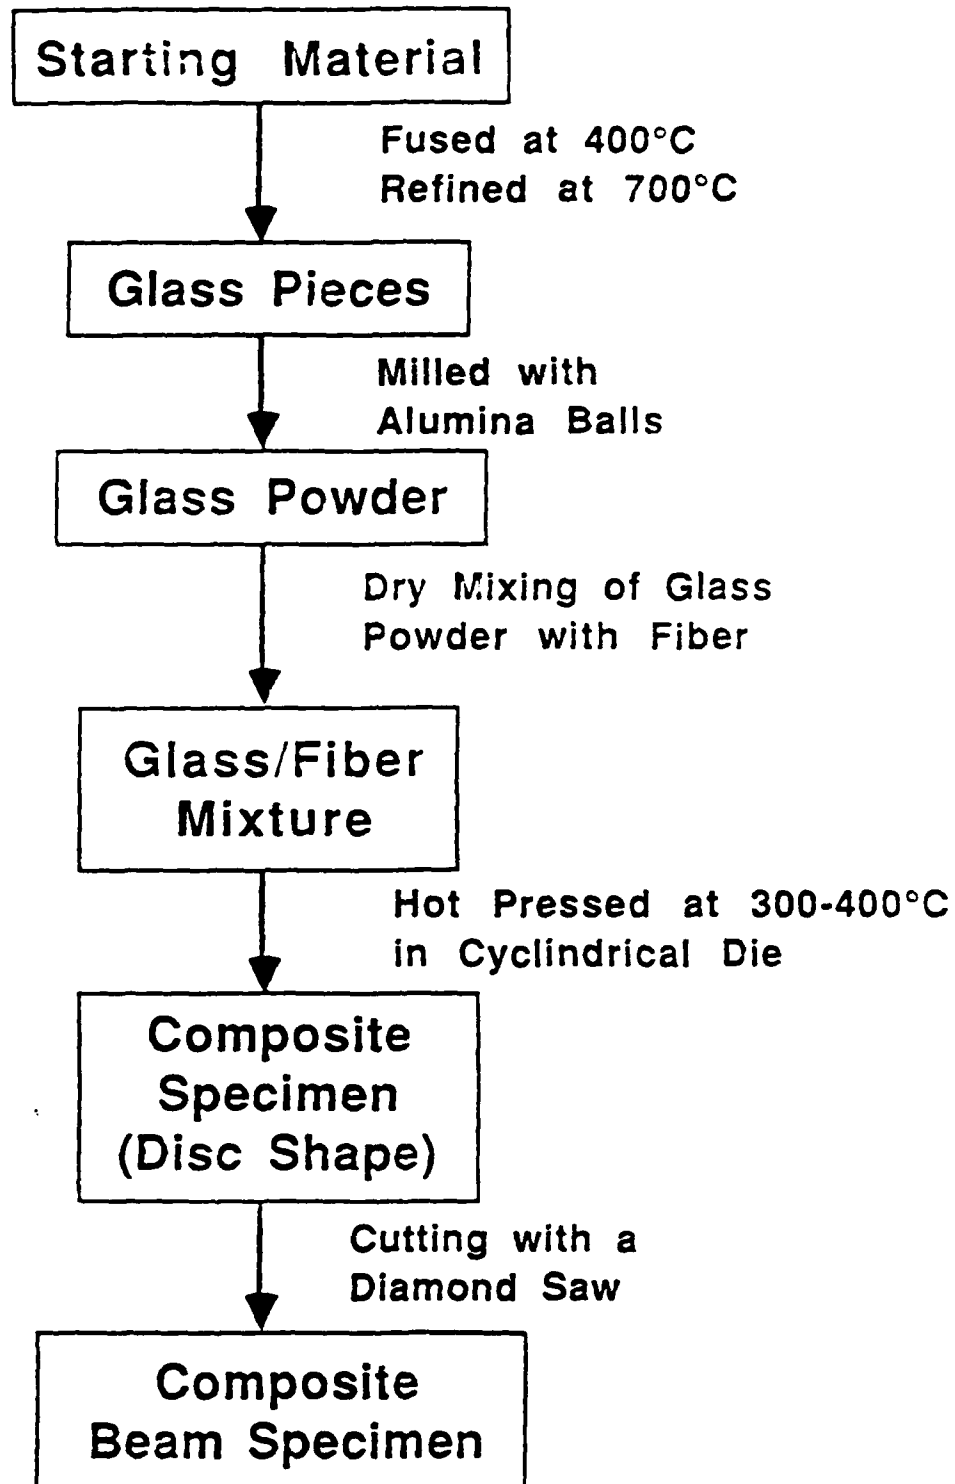 Starting Material
Fused at 400°C
Refined at 700°C
Glass Pieces
Milled with
Alumina Balls
Glass Powder
Dry Mixing of Glass
Powder with Fiber
Glass/Fiber
Mixture
Hot Pressed at 300-400°C
in Cyclindrical Die
Composite
Specimen
(Disc Shape)
Cutting with a
Diamond Saw
Composite
Beam Specimen